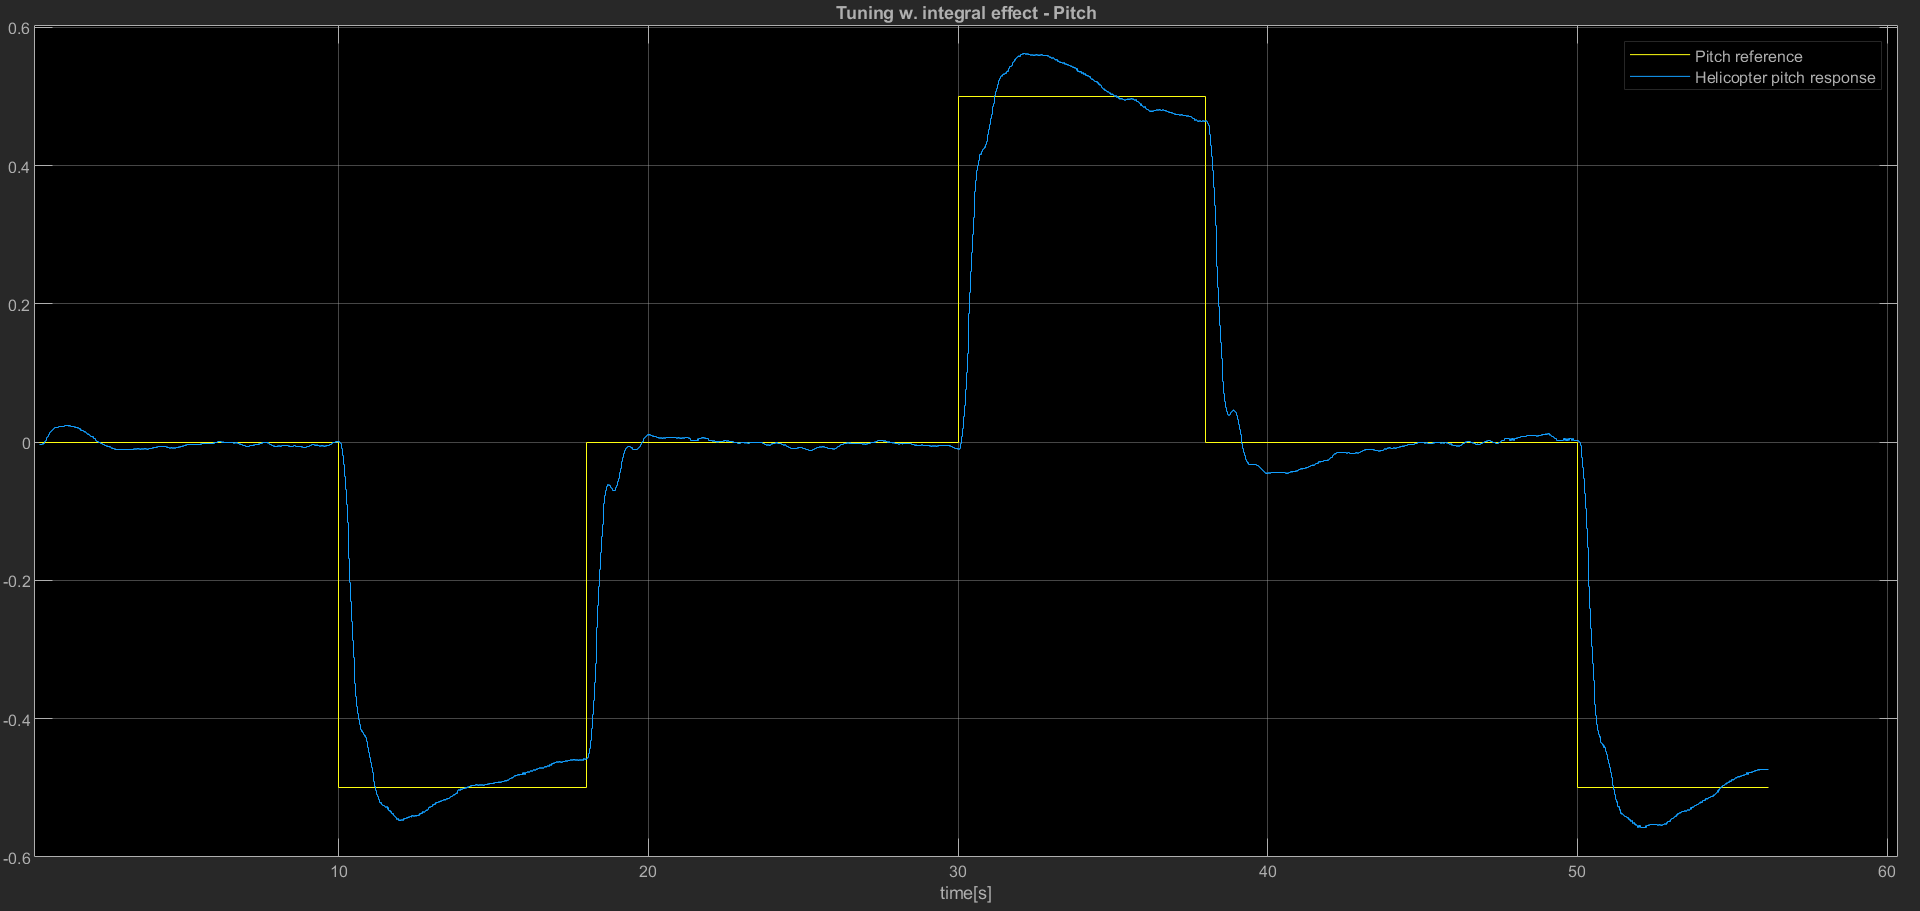 Tuning w. integral effect - Pitch
Pitch reference
Helicopter pitch response
0.6
0.4
0.2
0
-0.2
-0.4
-0.6
10 20 30 40 50 60
time[s]